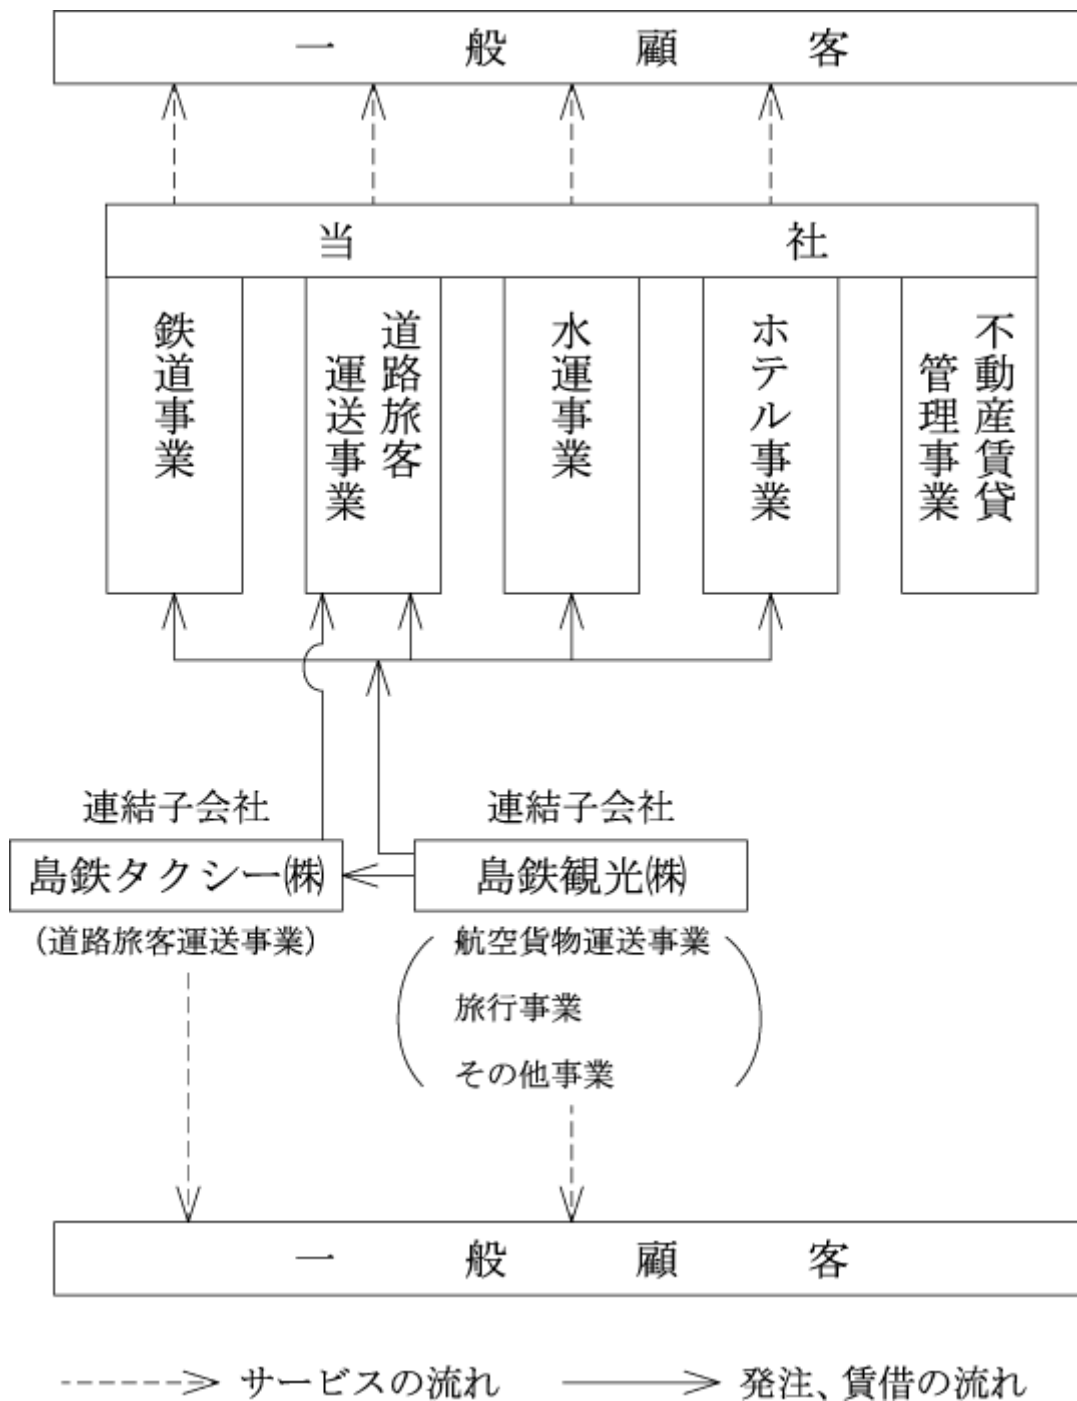 一般顧客
当社
鉄道事業
道路旅客
運送事業
水運事業
ホテル事業
不動産賃貸
管理事業
連結子会社
島鉄タクシー㈱
(道路旅客運送事業)
連結子会社
島鉄観光㈱
航空貨物運送事業
旅行事業
その他事業
一般顧客
サービスの流れ
発注、賃借の流れ